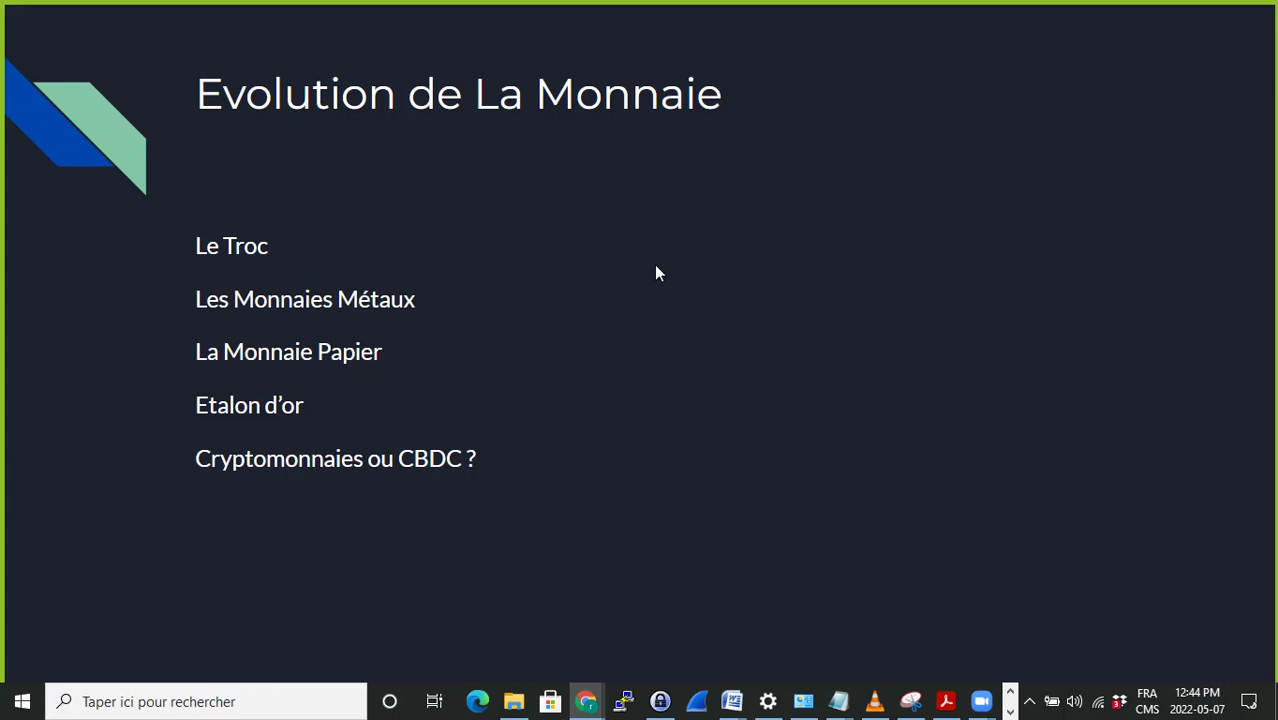 Evolution de La Monnaie
Le Troc
Les Monnaies Métaux
La Monnaie Papier
Etalon d’or
Cryptomonnaies ou CBDC ?
Taper ici pour rechercher
FRA
CMS
12:44 PM
2022-05-07